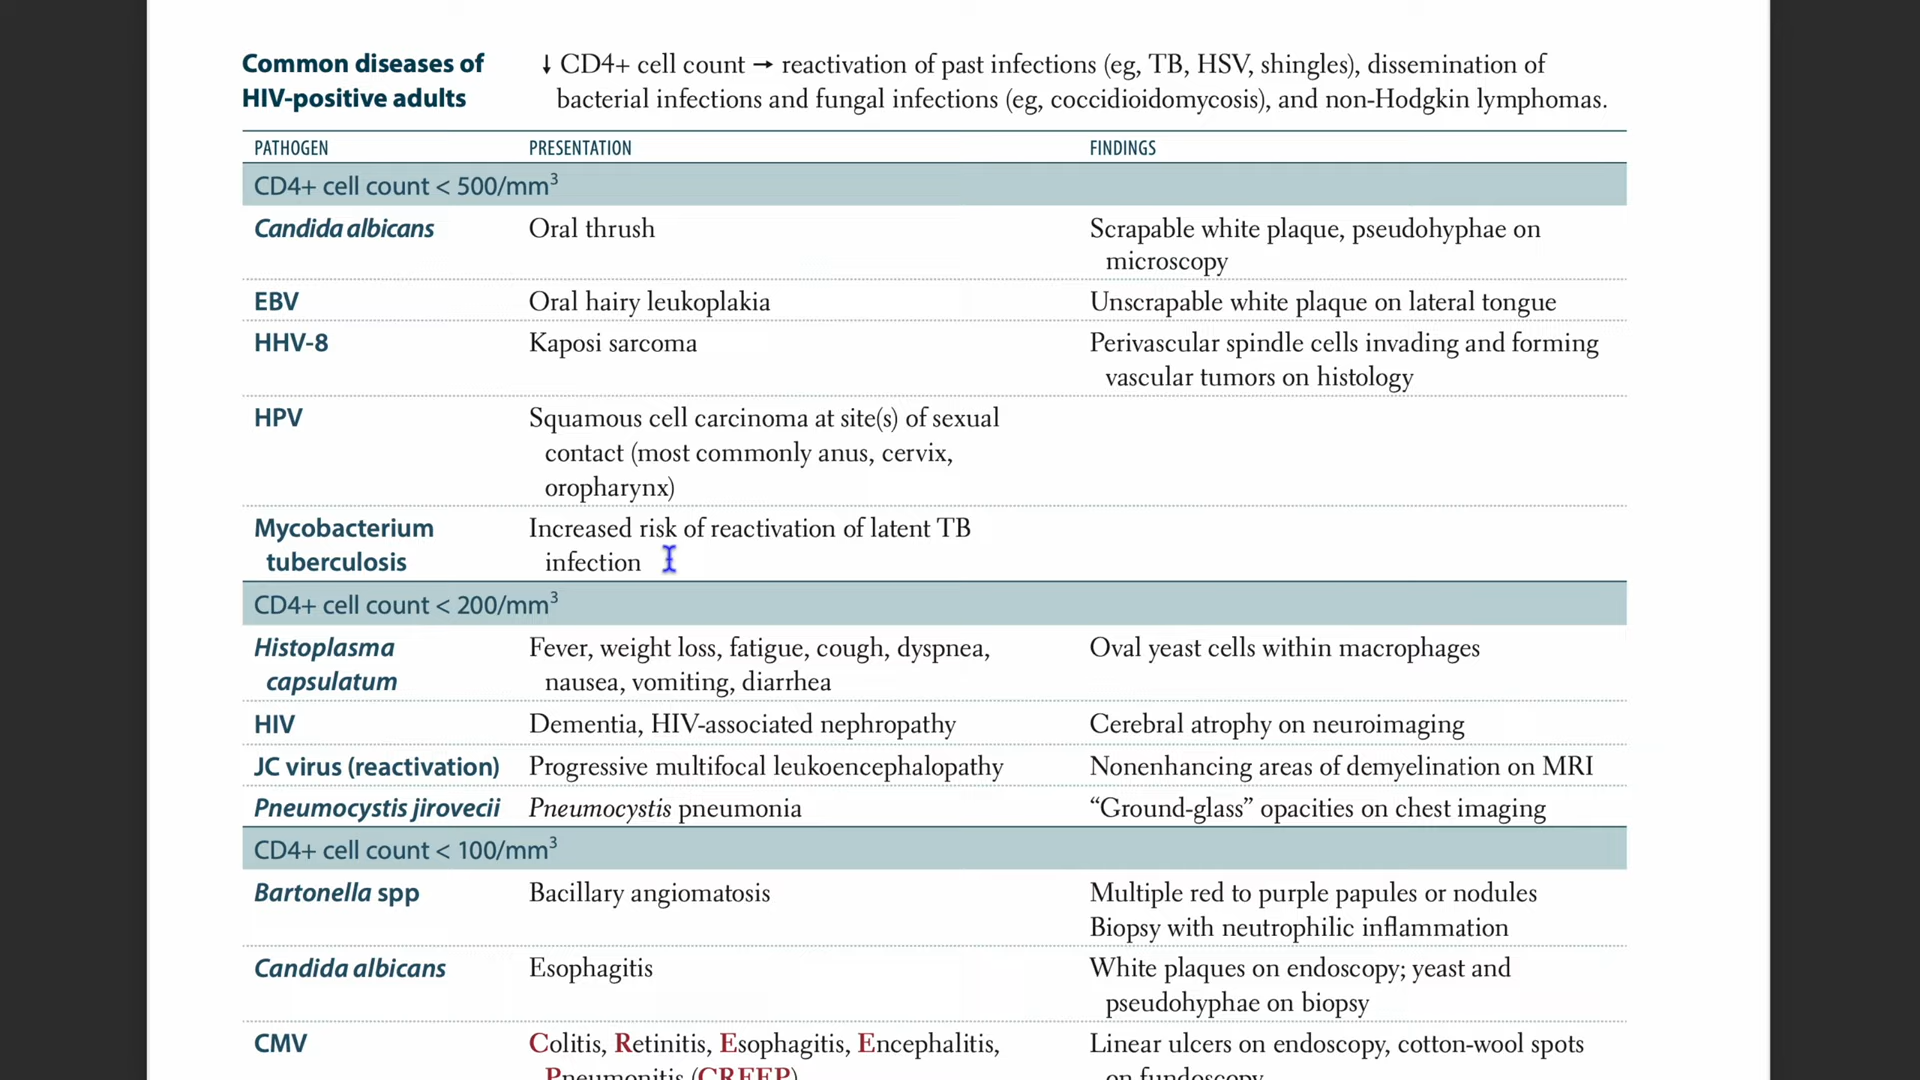 Common diseases of HIV-positive adults
↓ CD4+ cell count → reactivation of past infections (eg, TB, HSV, shingles), dissemination of
bacterial infections and fungal infections (eg, coccidioidomycosis), and non-Hodgkin lymphomas.
PATHOGEN PRESENTATION FINDINGS
CD4+ cell count < 500/mm³
Candida albicans Oral thrush Scrapable white plaque, pseudohyphae on
microscopy
EBV Oral hairy leukoplakia Unscrapable white plaque on lateral tongue
HHV-8 Kaposi sarcoma Perivascular spindle cells invading and forming
vascular tumors on histology
HPV Squamous cell carcinoma at site(s) of sexual
contact (most commonly anus, cervix,
oropharynx)
Mycobacterium Increased risk of reactivation of latent TB
tuberculosis infection
CD4+ cell count < 200/mm³
Histoplasma Fever, weight loss, fatigue, cough, dyspnea, Oval yeast cells within macrophages
capsulatum nausea, vomiting, diarrhea
HIV Dementia, HIV-associated nephropathy Cerebral atrophy on neuroimaging
JC virus (reactivation) Progressive multifocal leukoencephalopathy Nonenhancing areas of demyelination on MRI
Pneumocystis jirovecii Pneumocystis pneumonia “Ground-glass” opacities on chest imaging
CD4+ cell count < 100/mm³
Bartonella spp Bacillary angiomatosis Multiple red to purple papules or nodules
Biopsy with neutrophilic inflammation
Candida albicans Esophagitis White plaques on endoscopy; yeast and
pseudohyphae on biopsy
CMV Colitis, Retinitis, Esophagitis, Encephalitis, Linear ulcers on endoscopy, cotton-wool spots
Pneumonitis (CREEP) on fundoscopy